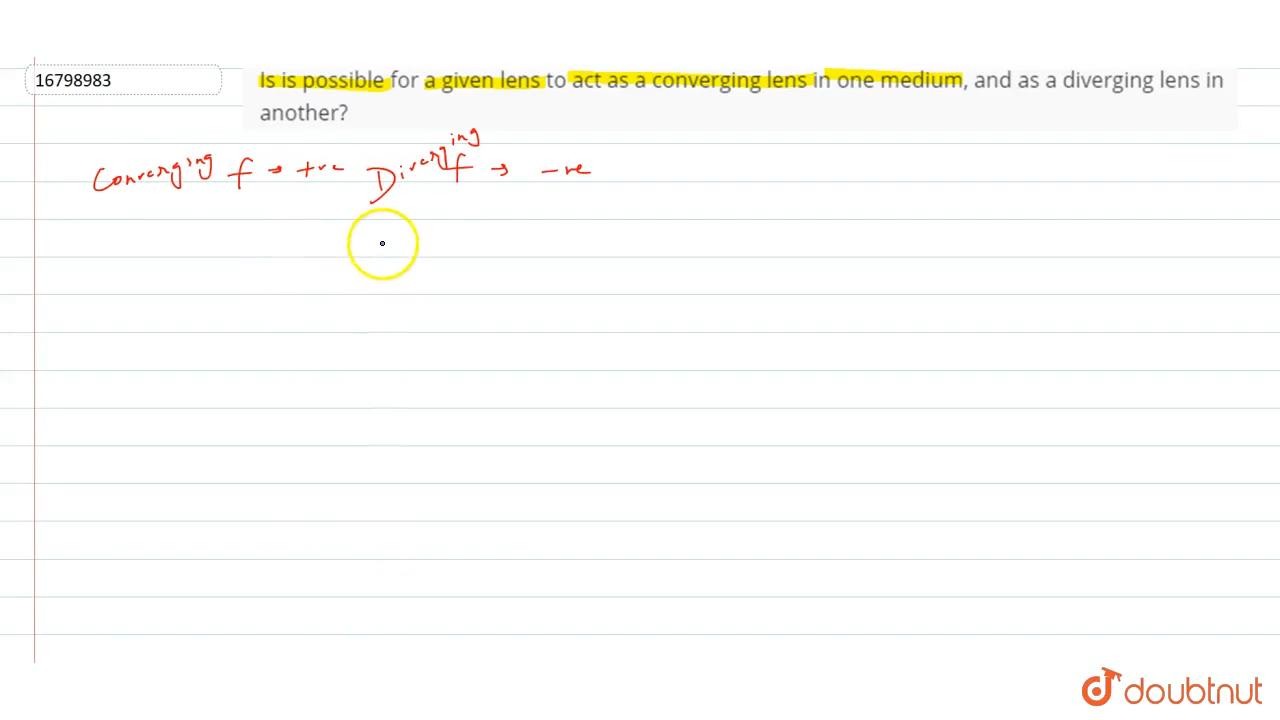 16798983
Is is possible for a given lens to act as a converging lens in one medium, and as a diverging lens in
another?
Converging f → +ve Diverging f → -ve
doubtnut